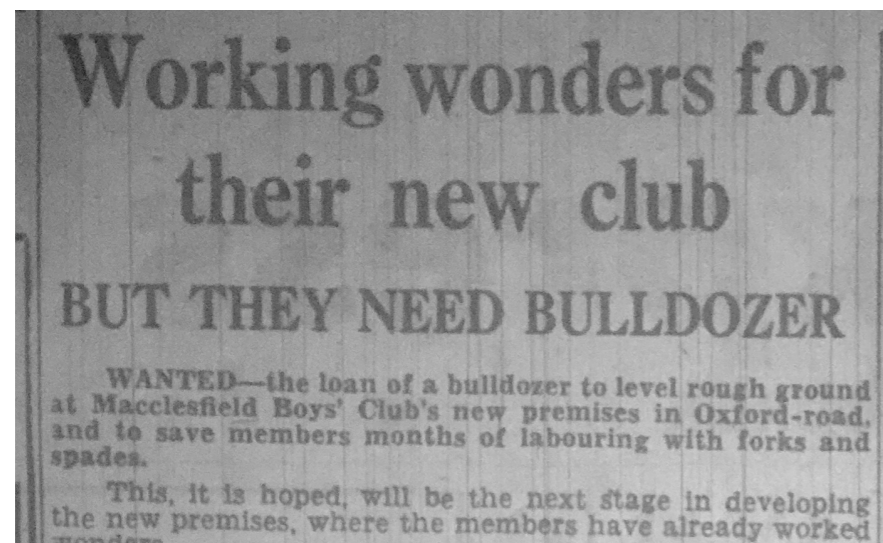 Working wonders for
their new club
BUT THEY NEED BULLDOZER
WANTED—the loan of a bulldozer to level rough ground
at Macclesfield Boys' Club's new premises in Oxford-road,
and to save members months of labouring with forks and
spades.
This, it is hoped, will be the next stage in developing
the new premises, where the members have already worked
wonders